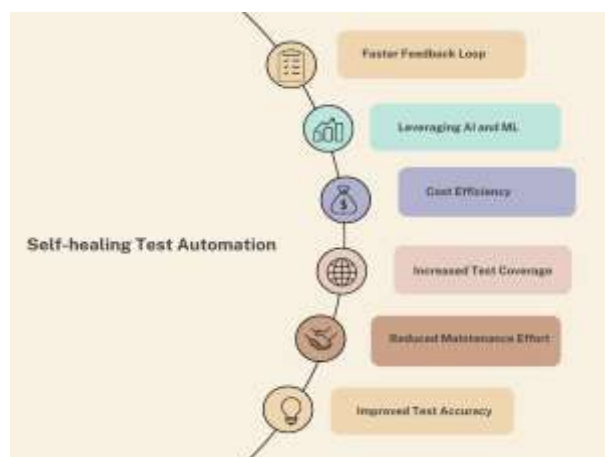 Faster Feedback Loop
Leveraging AI and ML
Cost Efficiency
Self-healing Test Automation
Increased Test Coverage
Reduced Maintenance Effort
Improved Test Accuracy
$